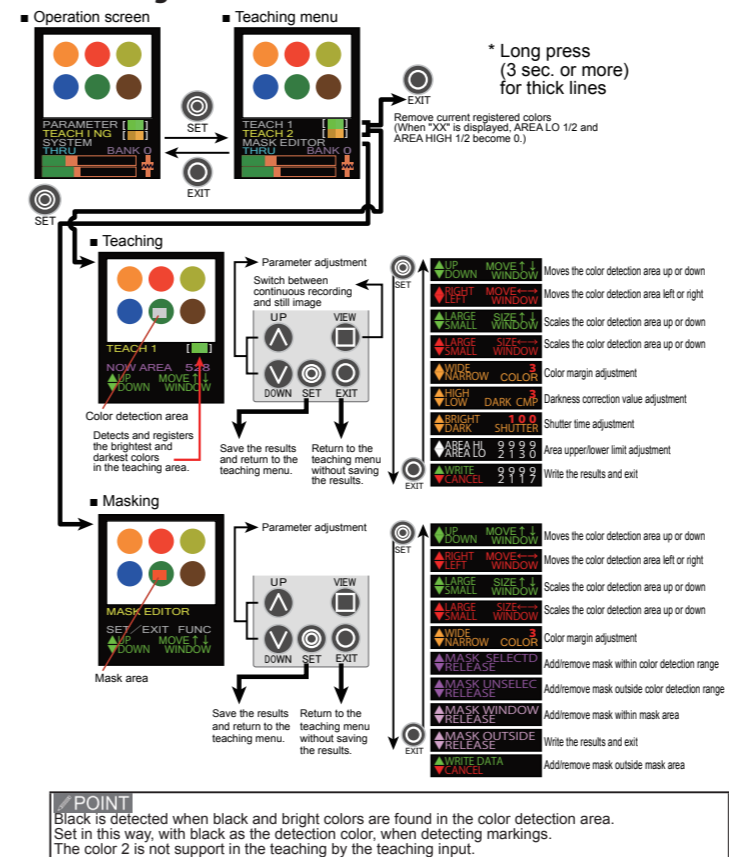 ■ Operation screen
■ Teaching menu
* Long press
(3 sec. or more)
for thick lines
PARAMETER [ ]
TEACHING [ ]
SYSTEM
THRU BANK 0
SET
EXIT
TEACH 1 [ ]
TEACH 2 [ ]
MASK EDITOR
THRU BANK 0
EXIT
Remove current registered colors
(When "XX" is displayed, AREA LO 1/2 and
AREA HIGH 1/2 become 0.)
SET
■ Teaching
TEACH 1 [ ]
NOW AREA 528
▲UP MOVE↑↓
▼DOWN WINDOW
Color detection area
Detects and registers
the brightest and
darkest colors
in the teaching area.
Parameter adjustment
Switch between
continuous recording
and still image
UP VIEW
DOWN SET EXIT
Save the results
and return to the
teaching menu.
Return to the
teaching menu
without saving
the results.
SET
EXIT
▲UP MOVE↑↓
▼DOWN WINDOW
Moves the color detection area up or down
RIGHT MOVE←→
LEFT WINDOW
Moves the color detection area left or right
▲LARGE SIZE↑↓
▼SMALL WINDOW
Scales the color detection area up or down
▲LARGE SIZE←→
▼SMALL WINDOW
Scales the color detection area up or down
▲WIDE 3
▼NARROW COLOR
Color margin adjustment
▲HIGH 3
▼LOW DARK CMP
Darkness correction value adjustment
▲BRIGHT 100
▼DARK SHUTTER
Shutter time adjustment
▲AREA HI 9999
▼AREA LO 2130
Area upper/lower limit adjustment
▲WRITE 9999
▼CANCEL 2117
Write the results and exit
■ Masking
MASK EDITOR
SET/EXIT FUNC
▲UP MOVE↑↓
▼DOWN WINDOW
Mask area
Parameter adjustment
UP VIEW
DOWN SET EXIT
Save the results
and return to the
teaching menu.
Return to the
teaching menu
without saving
the results.
SET
EXIT
▲UP MOVE↑↓
▼DOWN WINDOW
Moves the color detection area up or down
▲RIGHT MOVE←→
▼LEFT WINDOW
Moves the color detection area left or right
▲LARGE SIZE↑↓
▼SMALL WINDOW
Scales the color detection area up or down
▲LARGE SIZE←→
▼SMALL WINDOW
Scales the color detection area up or down
▲WIDE 3
▼NARROW COLOR
Color margin adjustment
▲MASK SELECTD
▼RELEASE
Add/remove mask within color detection range
▲MASK UNSELEC
▼RELEASE
Add/remove mask outside color detection range
▲MASK WINDOW
▼RELEASE
Add/remove mask within mask area
▲MASK OUTSIDE
▼RELEASE
Write the results and exit
▲WRITE DATA
▼CANCEL
Add/remove mask outside mask area
POINT
Black is detected when black and bright colors are found in the color detection area.
Set in this way, with black as the detection color, when detecting markings.
The color 2 is not support in the teaching by the teaching input.